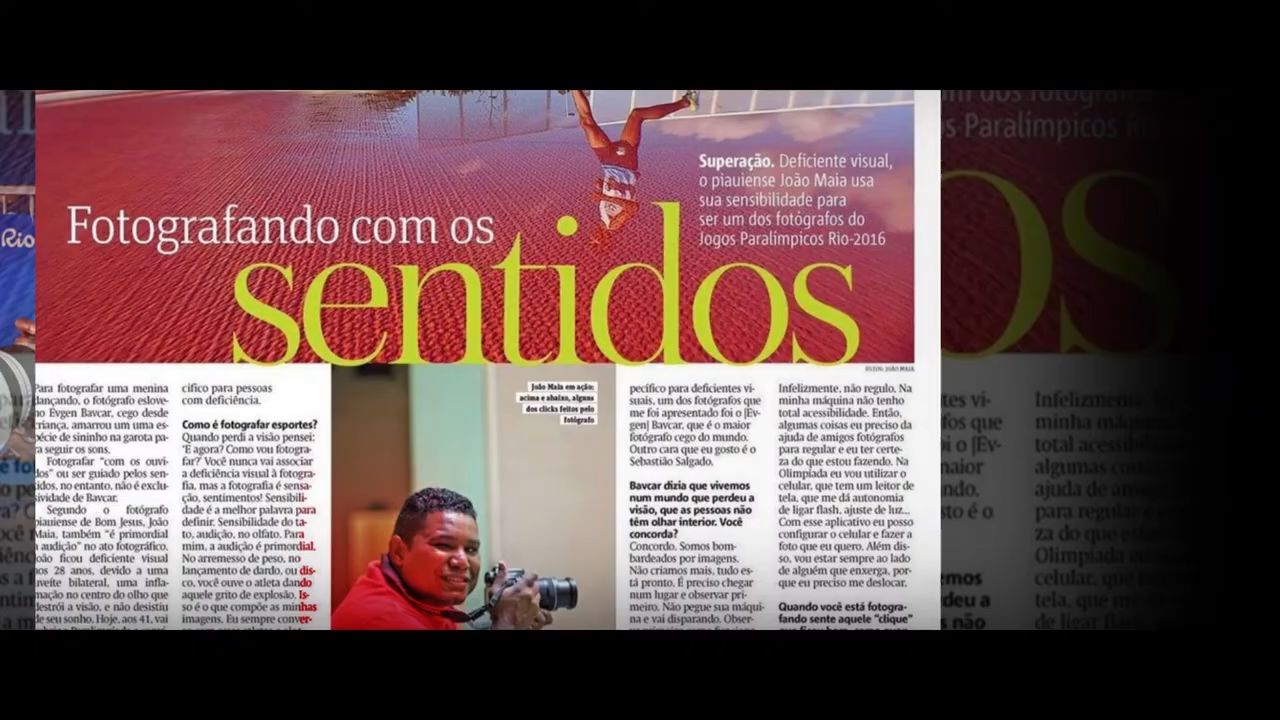 Fotografando com os
sentidos
Superação. Deficiente visual,
o piauiense João Maia usa
sua sensibilidade para
ser um dos fotógrafos do
Jogos Paralímpicos Rio-2016
Rio
Para fotografar uma menina
dançando, o fotógrafo eslove-
no Evgen Bavcar, cego desde
criança, amarrou um uma es-
pécie de sininho na garota pa-
ra seguir os sons.
Fotografar “com os ouvi-
dos” ou ser guiado pelos sen-
tidos, no entanto, não é exclu-
sividade de Bavcar.
Segundo o fotógrafo
piauiense de Bom Jesus, João
Maia, também “é primordial
a audição” no ato fotográfico.
João ficou deficiente visual
aos 28 anos, devido a uma
uveíte bilateral, uma infla-
mação no centro do olho que
destrói a visão, e não desistiu
de seu sonho. Hoje, aos 41, vai
cífico para pessoas
com deficiência.
Como é fotografar esportes?
Quando perdi a visão pensei:
‘E agora? Como vou fotogra-
far?’ Você nunca vai associar
a deficiência visual à fotogra-
fia, mas a fotografia é sensa-
ção, sentimentos! Sensibili-
dade é a melhor palavra para
definir. Sensibilidade do ta-
to, audição, no olfato. Para
mim, a audição é primordial.
No arremesso de peso, no
lançamento de dardo, ou dis-
co, você ouve o atleta dando
aquele grito de explosão. Is-
so é o que compõe as minhas
imagens. Eu sempre conver-
João Maia em ação;
acima e abaixo, alguns
dos clicks feitos pelo
fotógrafo
pecífico para deficientes vi-
suais, um dos fotógrafos que
me foi apresentado foi o [Ev-
gen] Bavcar, que é o maior
fotógrafo cego do mundo.
Outro cara que eu gosto é o
Sebastião Salgado.
Bavcar dizia que vivemos
num mundo que perdeu a
visão, que as pessoas não
têm olhar interior. Você
concorda?
Concordo. Somos bom-
bardeados por imagens.
Não criamos mais, tudo es-
tá pronto. É preciso chegar
num lugar e observar pri-
meiro. Não pegue sua máqui-
na e vai disparando. Obser-
FOTOS: JOÃO MAIA
Infelizmente, não regulo. Na
minha máquina não tenho
total acessibilidade. Então,
algumas coisas eu preciso da
ajuda de amigos fotógrafos
para regular e eu ter certe-
za do que estou fazendo. Na
Olimpíada eu vou utilizar o
celular, que tem um leitor de
tela, que me dá autonomia
de ligar flash, ajuste de luz...
Com esse aplicativo eu posso
configurar o celular e fazer a
foto que eu quero. Além dis-
so, vou estar sempre ao lado
de alguém que enxerga, por-
que eu preciso me deslocar.
Quando você está fotogra-
fando sente aquele “clique”